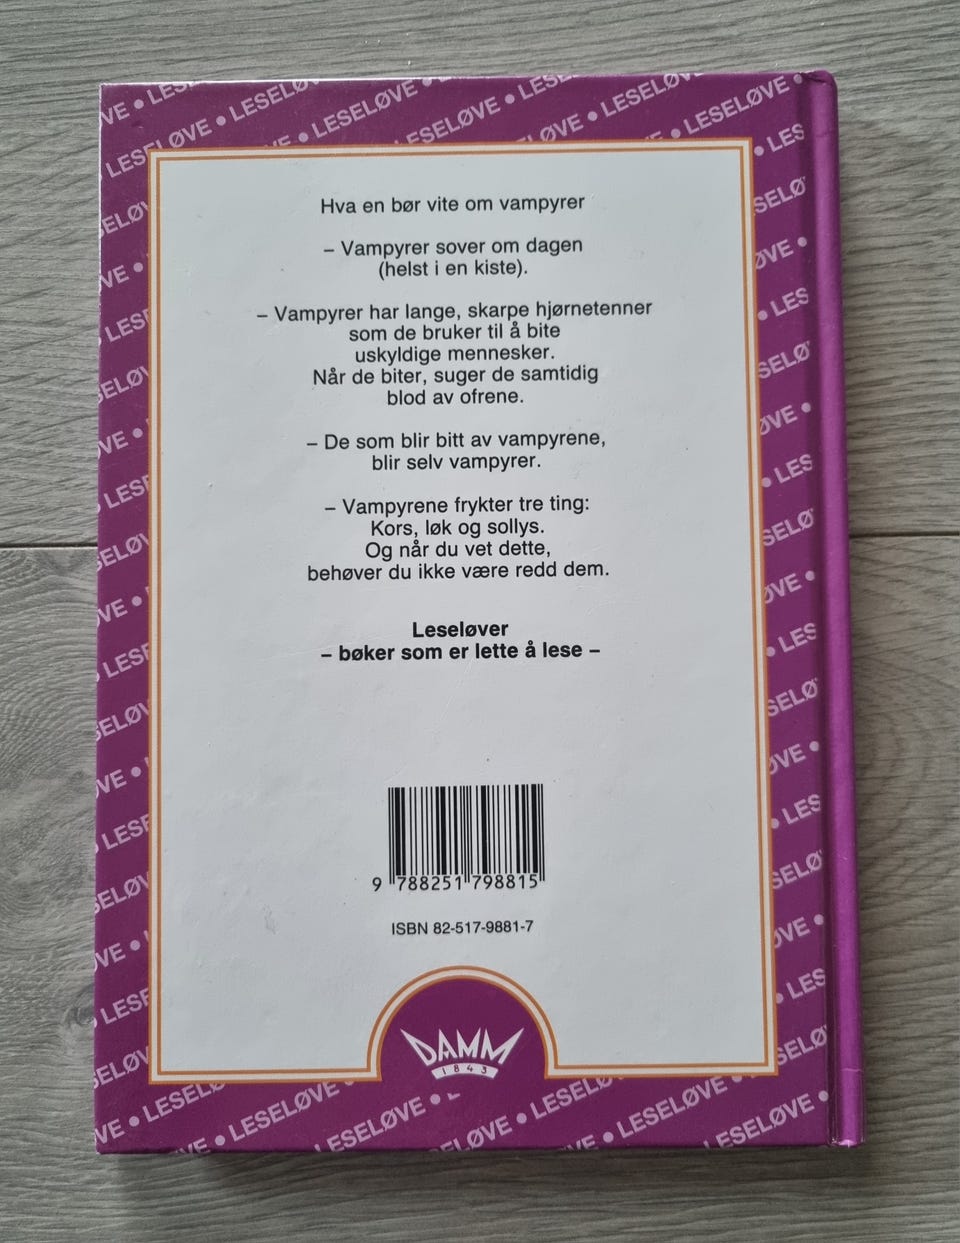 Hva en bør vite om vampyrer
– Vampyrer sover om dagen
(helst i en kiste).
– Vampyrer har lange, skarpe hjørnetenner
som de bruker til å bite
uskyldige mennesker.
Når de biter, suger de samtidig
blod av ofrene.
– De som blir bitt av vampyrene,
blir selv vampyrer.
– Vampyrene frykter tre ting:
Kors, løk og sollys.
Og når du vet dette,
behøver du ikke være redd dem.
Leseløver
– bøker som er lette å lese –
9 788251 798815
ISBN 82-517-9881-7
DAMM
1843
LESELØVE • LESELØVE • LESELØVE